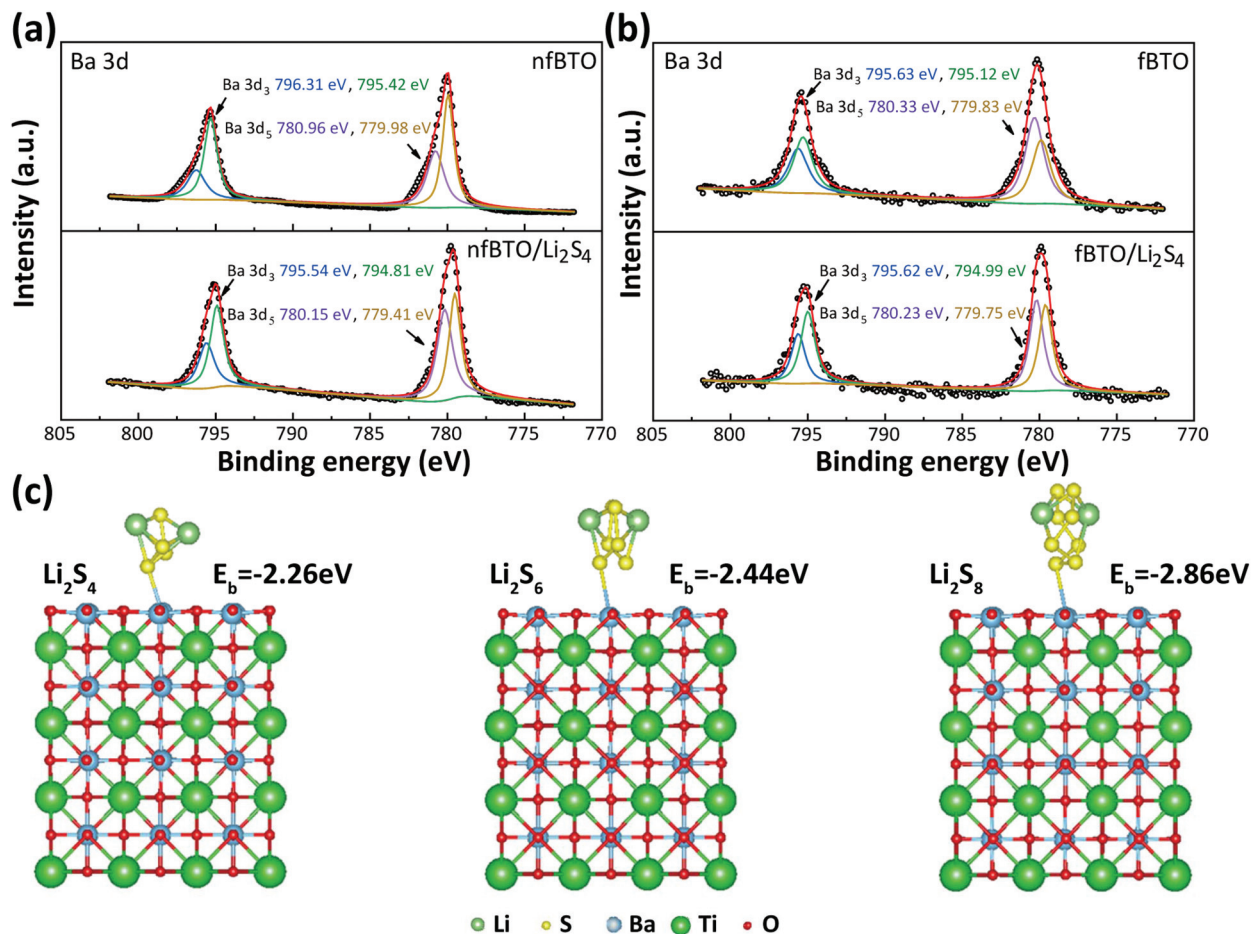 (a)
Ba 3d
nfBTO
Ba 3d₃ 796.31 eV, 795.42 eV
Ba 3d₅ 780.96 eV, 779.98 eV
nfBTO/Li₂S₄
Ba 3d₃ 795.54 eV, 794.81 eV
Ba 3d₅ 780.15 eV, 779.41 eV
Intensity (a.u.)
805 800 795 790 785 780 775 770
Binding energy (eV)
(b)
Ba 3d
fBTO
Ba 3d₃ 795.63 eV, 795.12 eV
Ba 3d₅ 780.33 eV, 779.83 eV
fBTO/Li₂S₄
Ba 3d₃ 795.62 eV, 794.99 eV
Ba 3d₅ 780.23 eV, 779.75 eV
Intensity (a.u.)
805 800 795 790 785 780 775 770
Binding energy (eV)
(c)
Li₂S₄ E_b=-2.26eV
Li₂S₆ E_b=-2.44eV
Li₂S₈ E_b=-2.86eV
Li S Ba Ti O